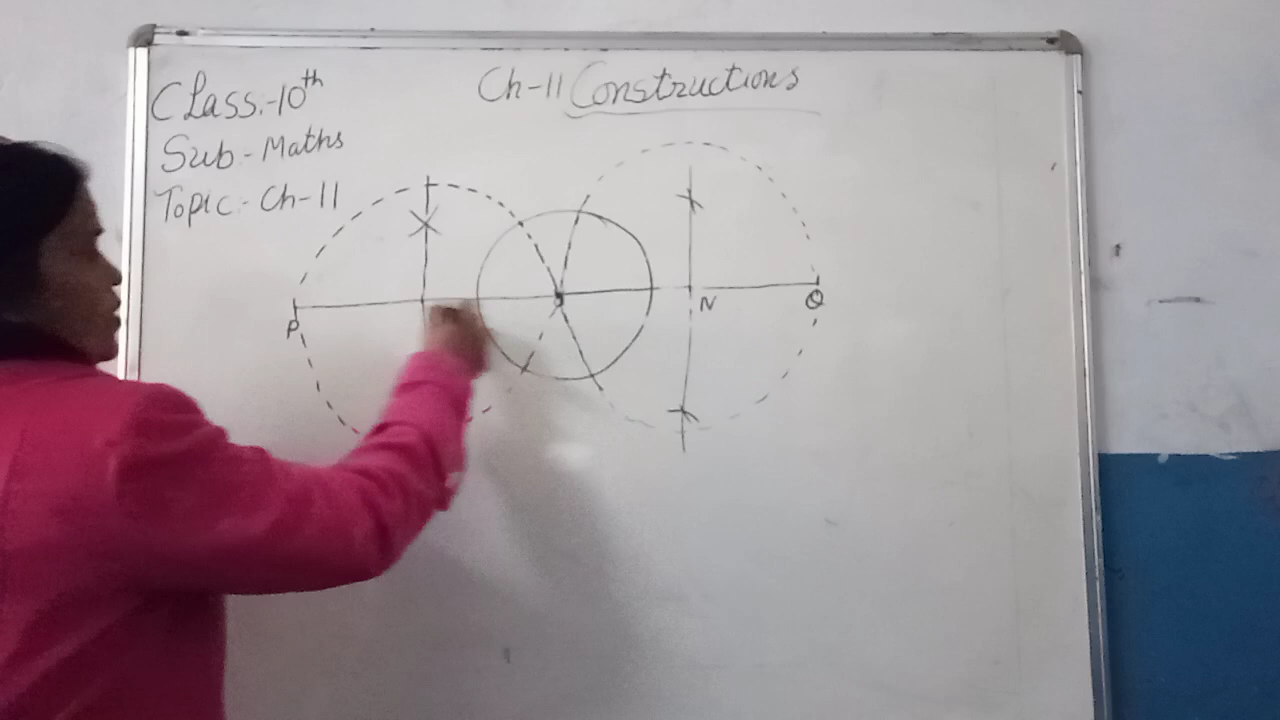 Class:-10th
Ch-11 Constructions
Sub-Maths
Topic:-Ch-11
P
N
Q